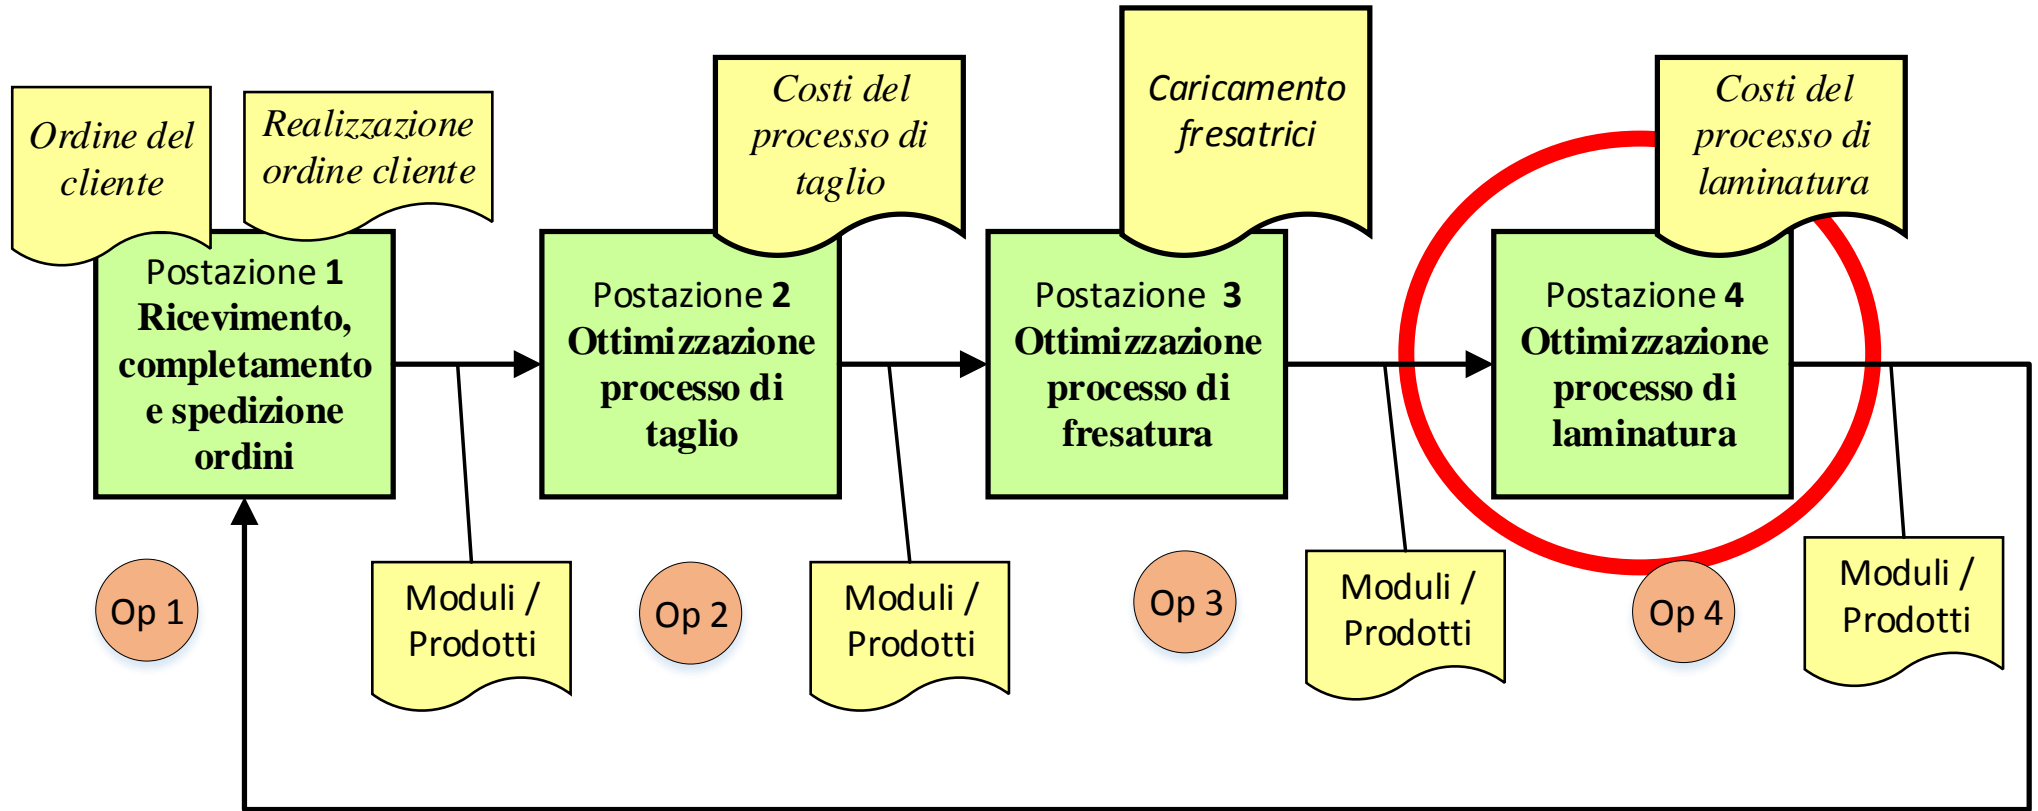 Ordine del
cliente
Realizzazione
ordine cliente
Costi del
processo di
taglio
Caricamento
fresatrici
Costi del
processo di
laminatura
Postazione 1
Ricevimento,
completamento
e spedizione
ordini
Postazione 2
Ottimizzazione
processo di
taglio
Postazione 3
Ottimizzazione
processo di
fresatura
Postazione 4
Ottimizzazione
processo di
laminatura
Op 1
Moduli /
Prodotti
Op 2
Moduli /
Prodotti
Op 3
Moduli /
Prodotti
Op 4
Moduli /
Prodotti